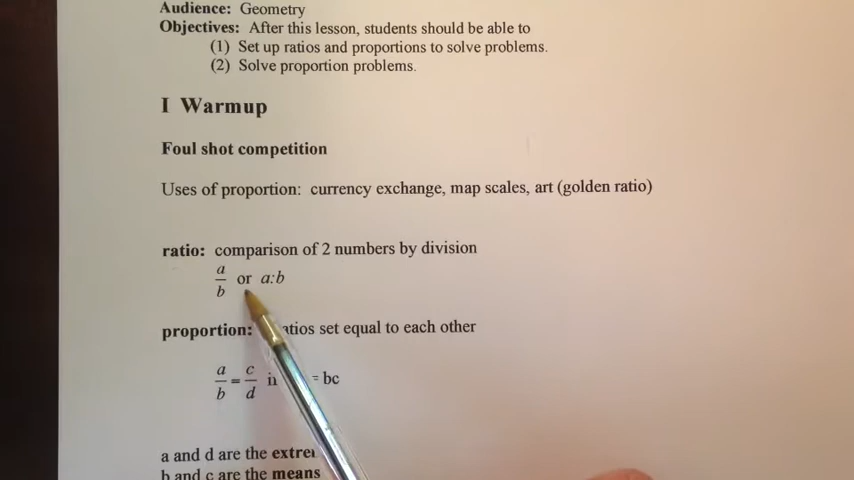 Audience: Geometry
Objectives: After this lesson, students should be able to
(1) Set up ratios and proportions to solve problems.
(2) Solve proportion problems.
I Warmup
Foul shot competition
Uses of proportion: currency exchange, map scales, art (golden ratio)
ratio: comparison of 2 numbers by division
a/b or a:b
proportion: set equal to each other
a/b = c/d = bc
a and d are the
b and c are the means